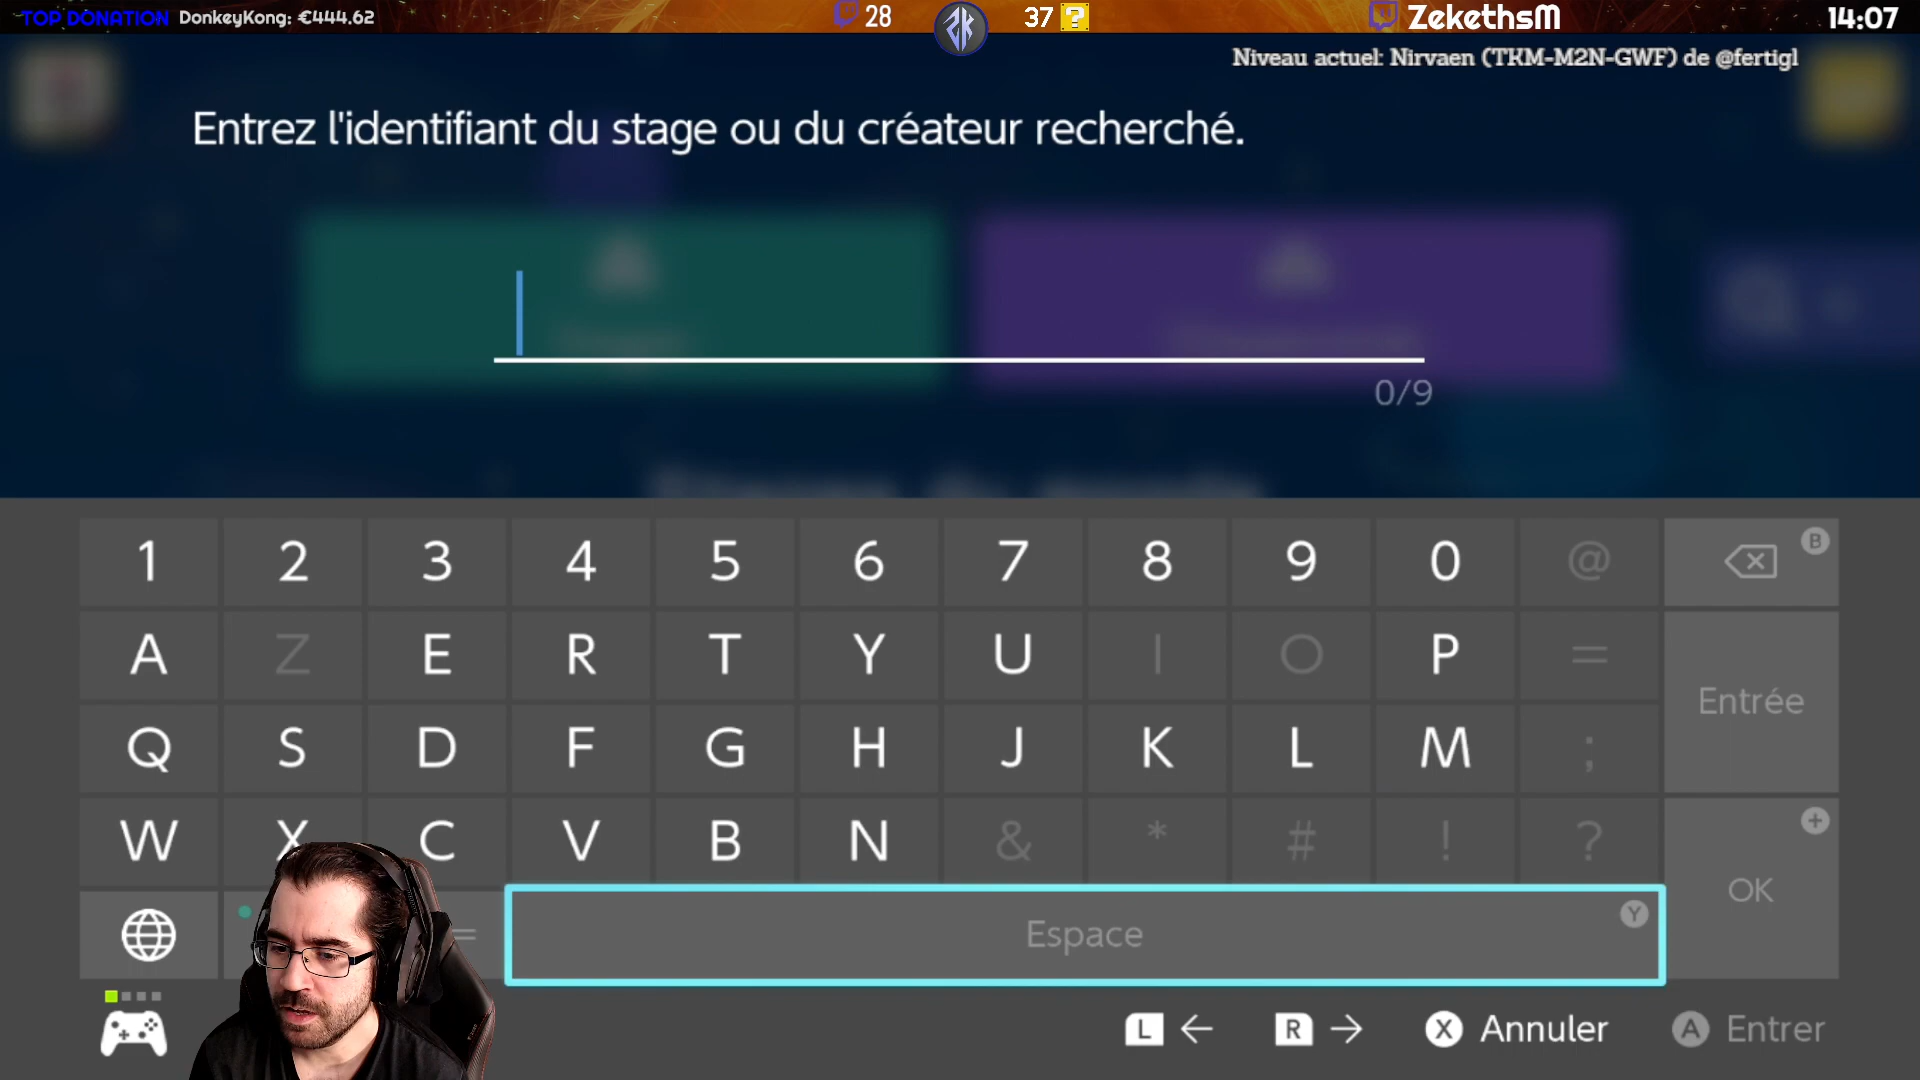 TOP DONATION DonkeyKong: €444.62 28 ZK 37 ? ZekethsM 14:07
Niveau actuel: Nirvaen (TKM-M2N-GWF) de @fertigl
Entrez l'identifiant du stage ou du créateur recherché.
0/9
1 2 3 4 5 6 7 8 9 0 @ B
A Z E R T Y U I O P =
Entrée
Q S D F G H J K L M ;
W X C V B N & * # ! ? +
OK
= Espace Y
L ← R → X Annuler A Entrer